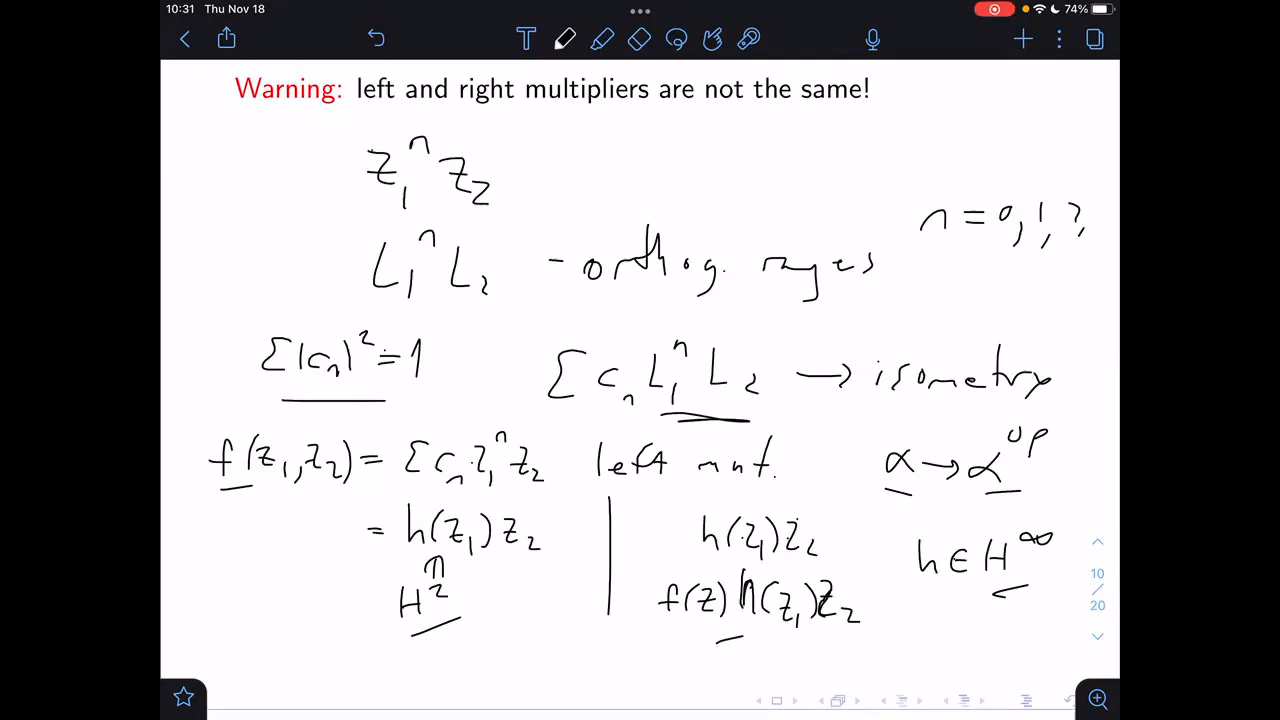 10:31 Thu Nov 18
74%
Warning: left and right multipliers are not the same!
z₁ⁿ z₂
n = 0, 1, 2,
L₁ⁿ L₂ - orthog. ranges
Σ|cₙ|² = 1 Σ cₙ L₁ⁿ L₂ → isometry
f(z₁, z₂) = Σ cₙ z₁ⁿ z₂ left mut. α → α^op
= h(z₁) z₂ h(z₁) z₂ h ∈ H^∞
H² f(z) h(z₁) z₂
10
/
20